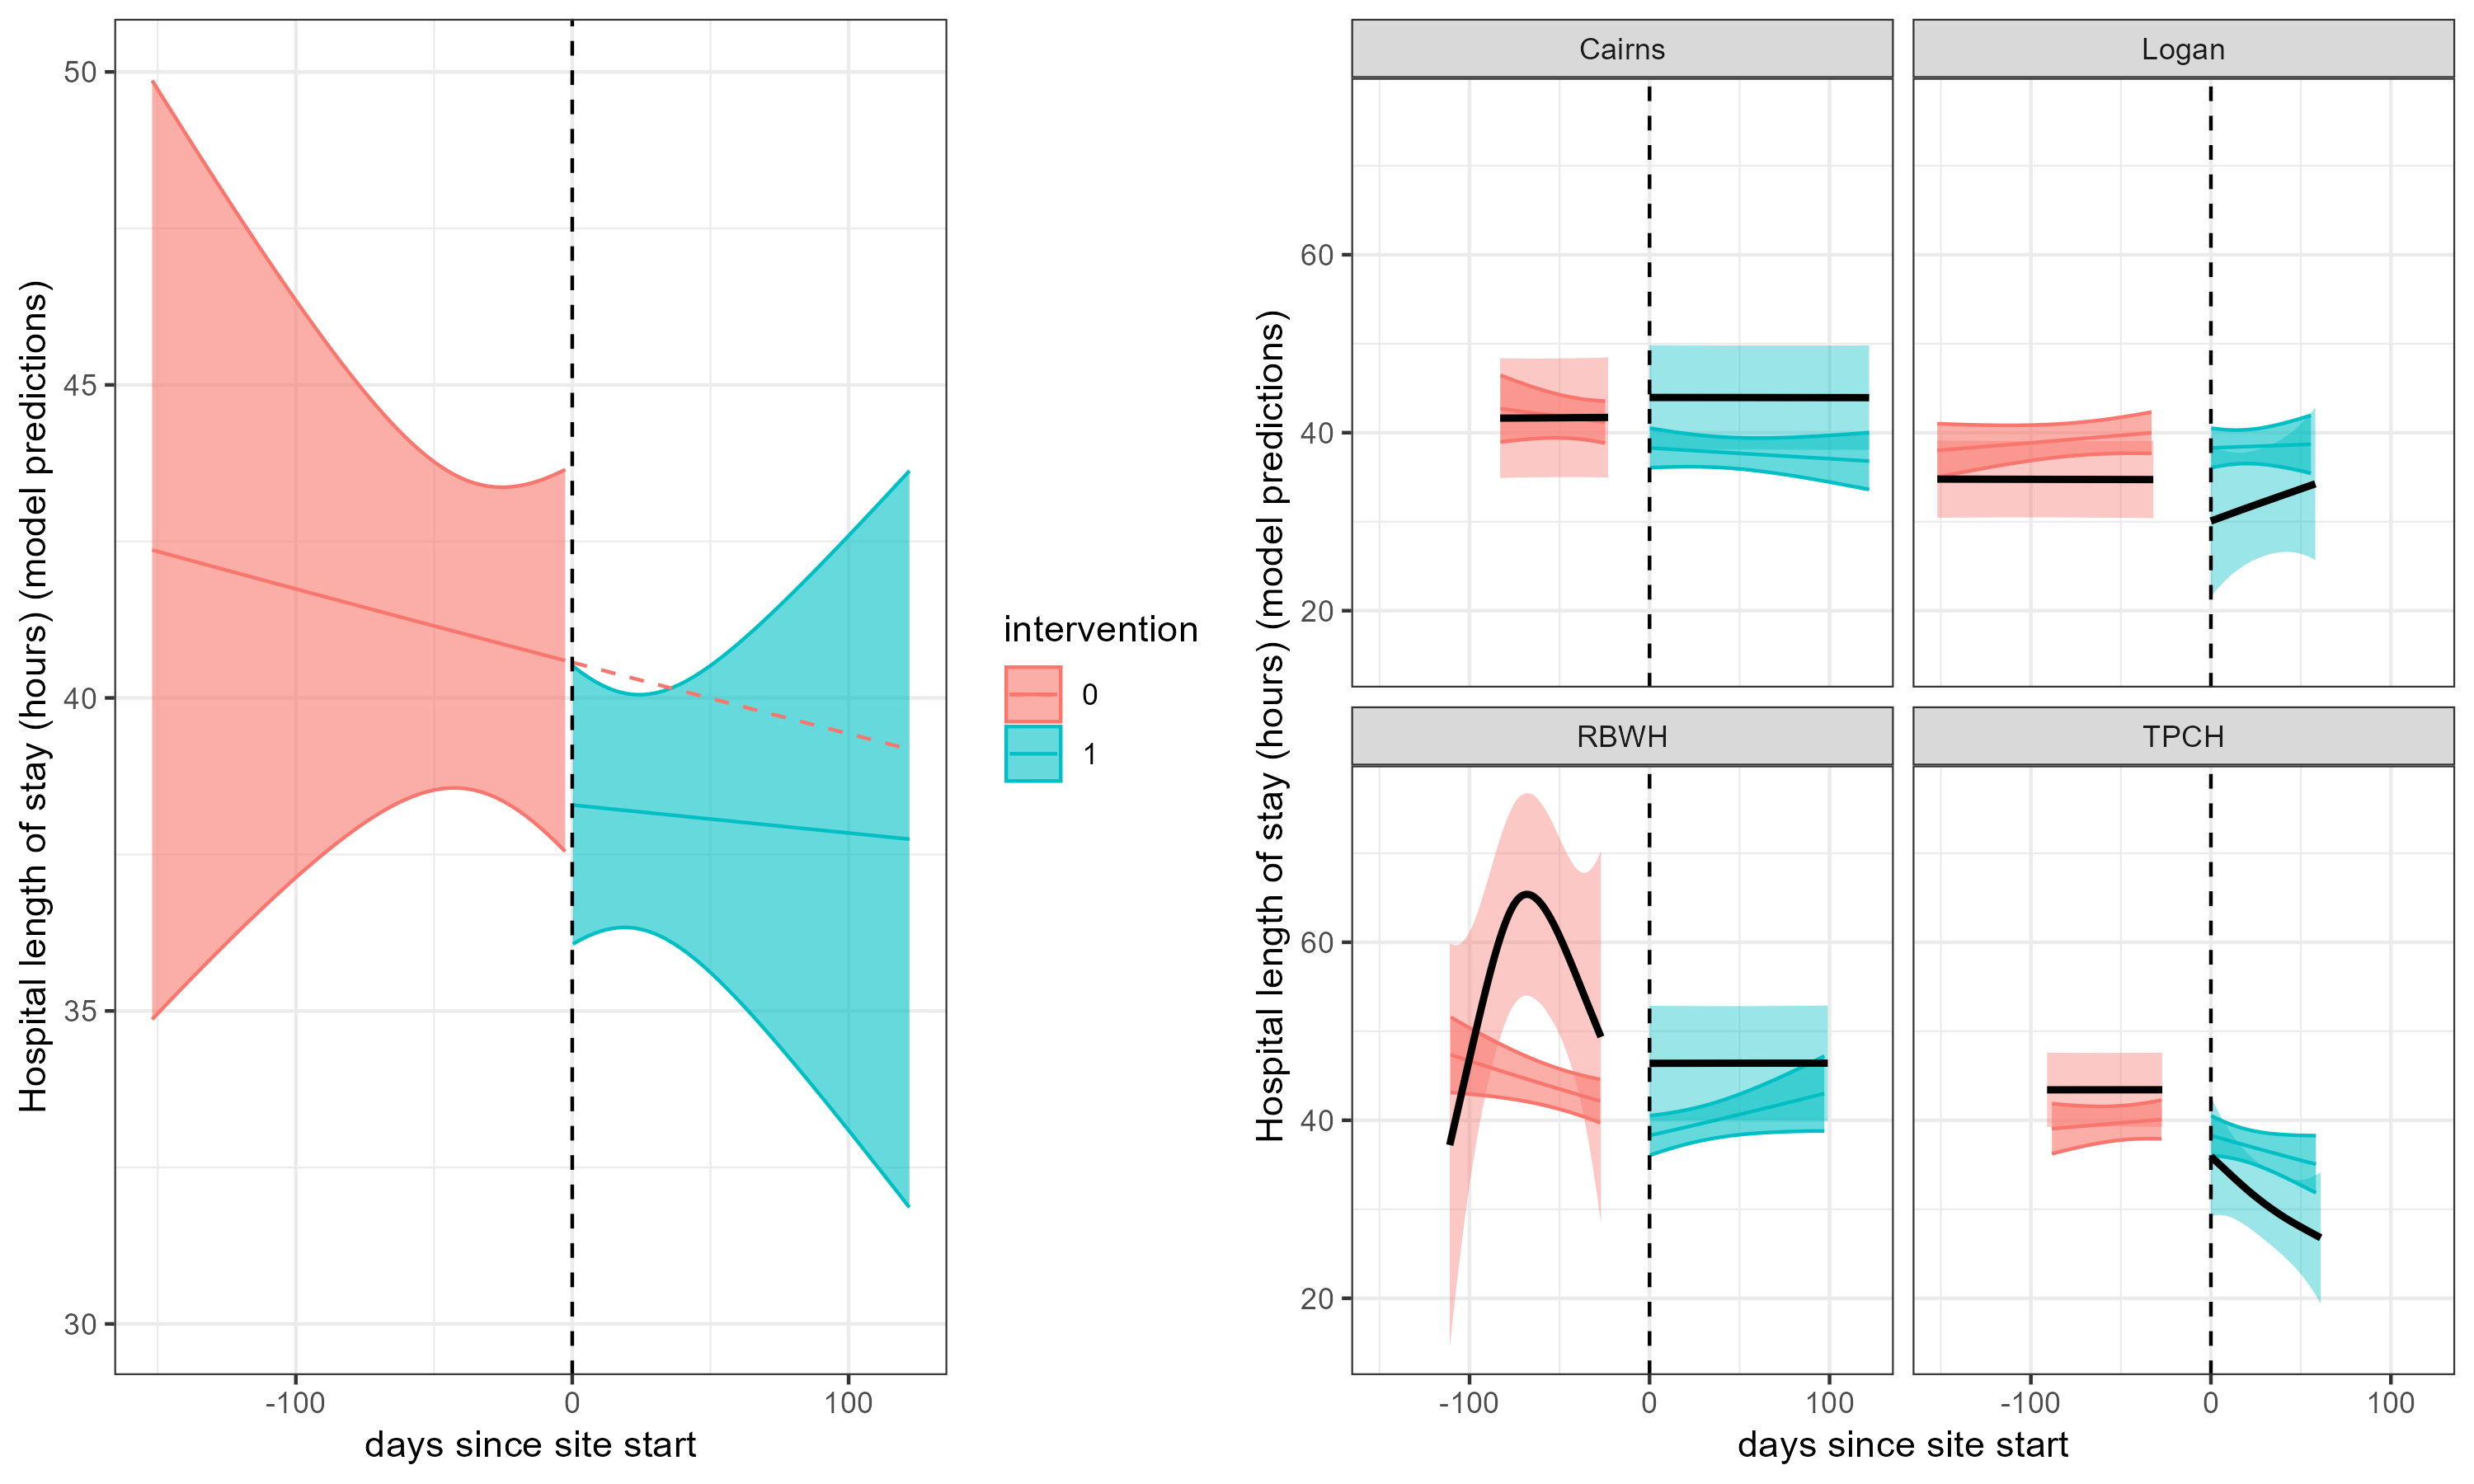 Hospital length of stay (hours) (model predictions)
50
45
40
35
30
-100
0
100
days since site start
intervention
0
1
Hospital length of stay (hours) (model predictions)
Cairns
Logan
60
40
20
RBWH
TPCH
60
40
20
-100
0
100
-100
0
100
days since site start